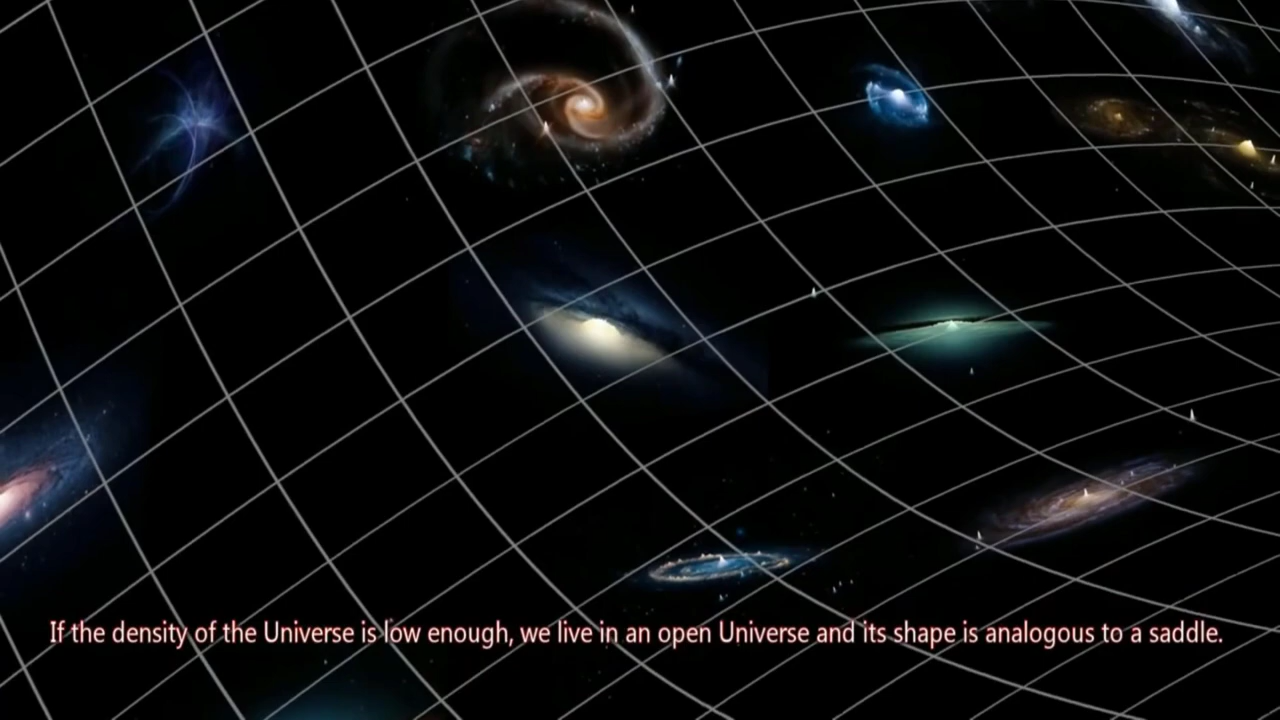 If the density of the Universe is low enough, we live in an open Universe and its shape is analogous to a saddle.